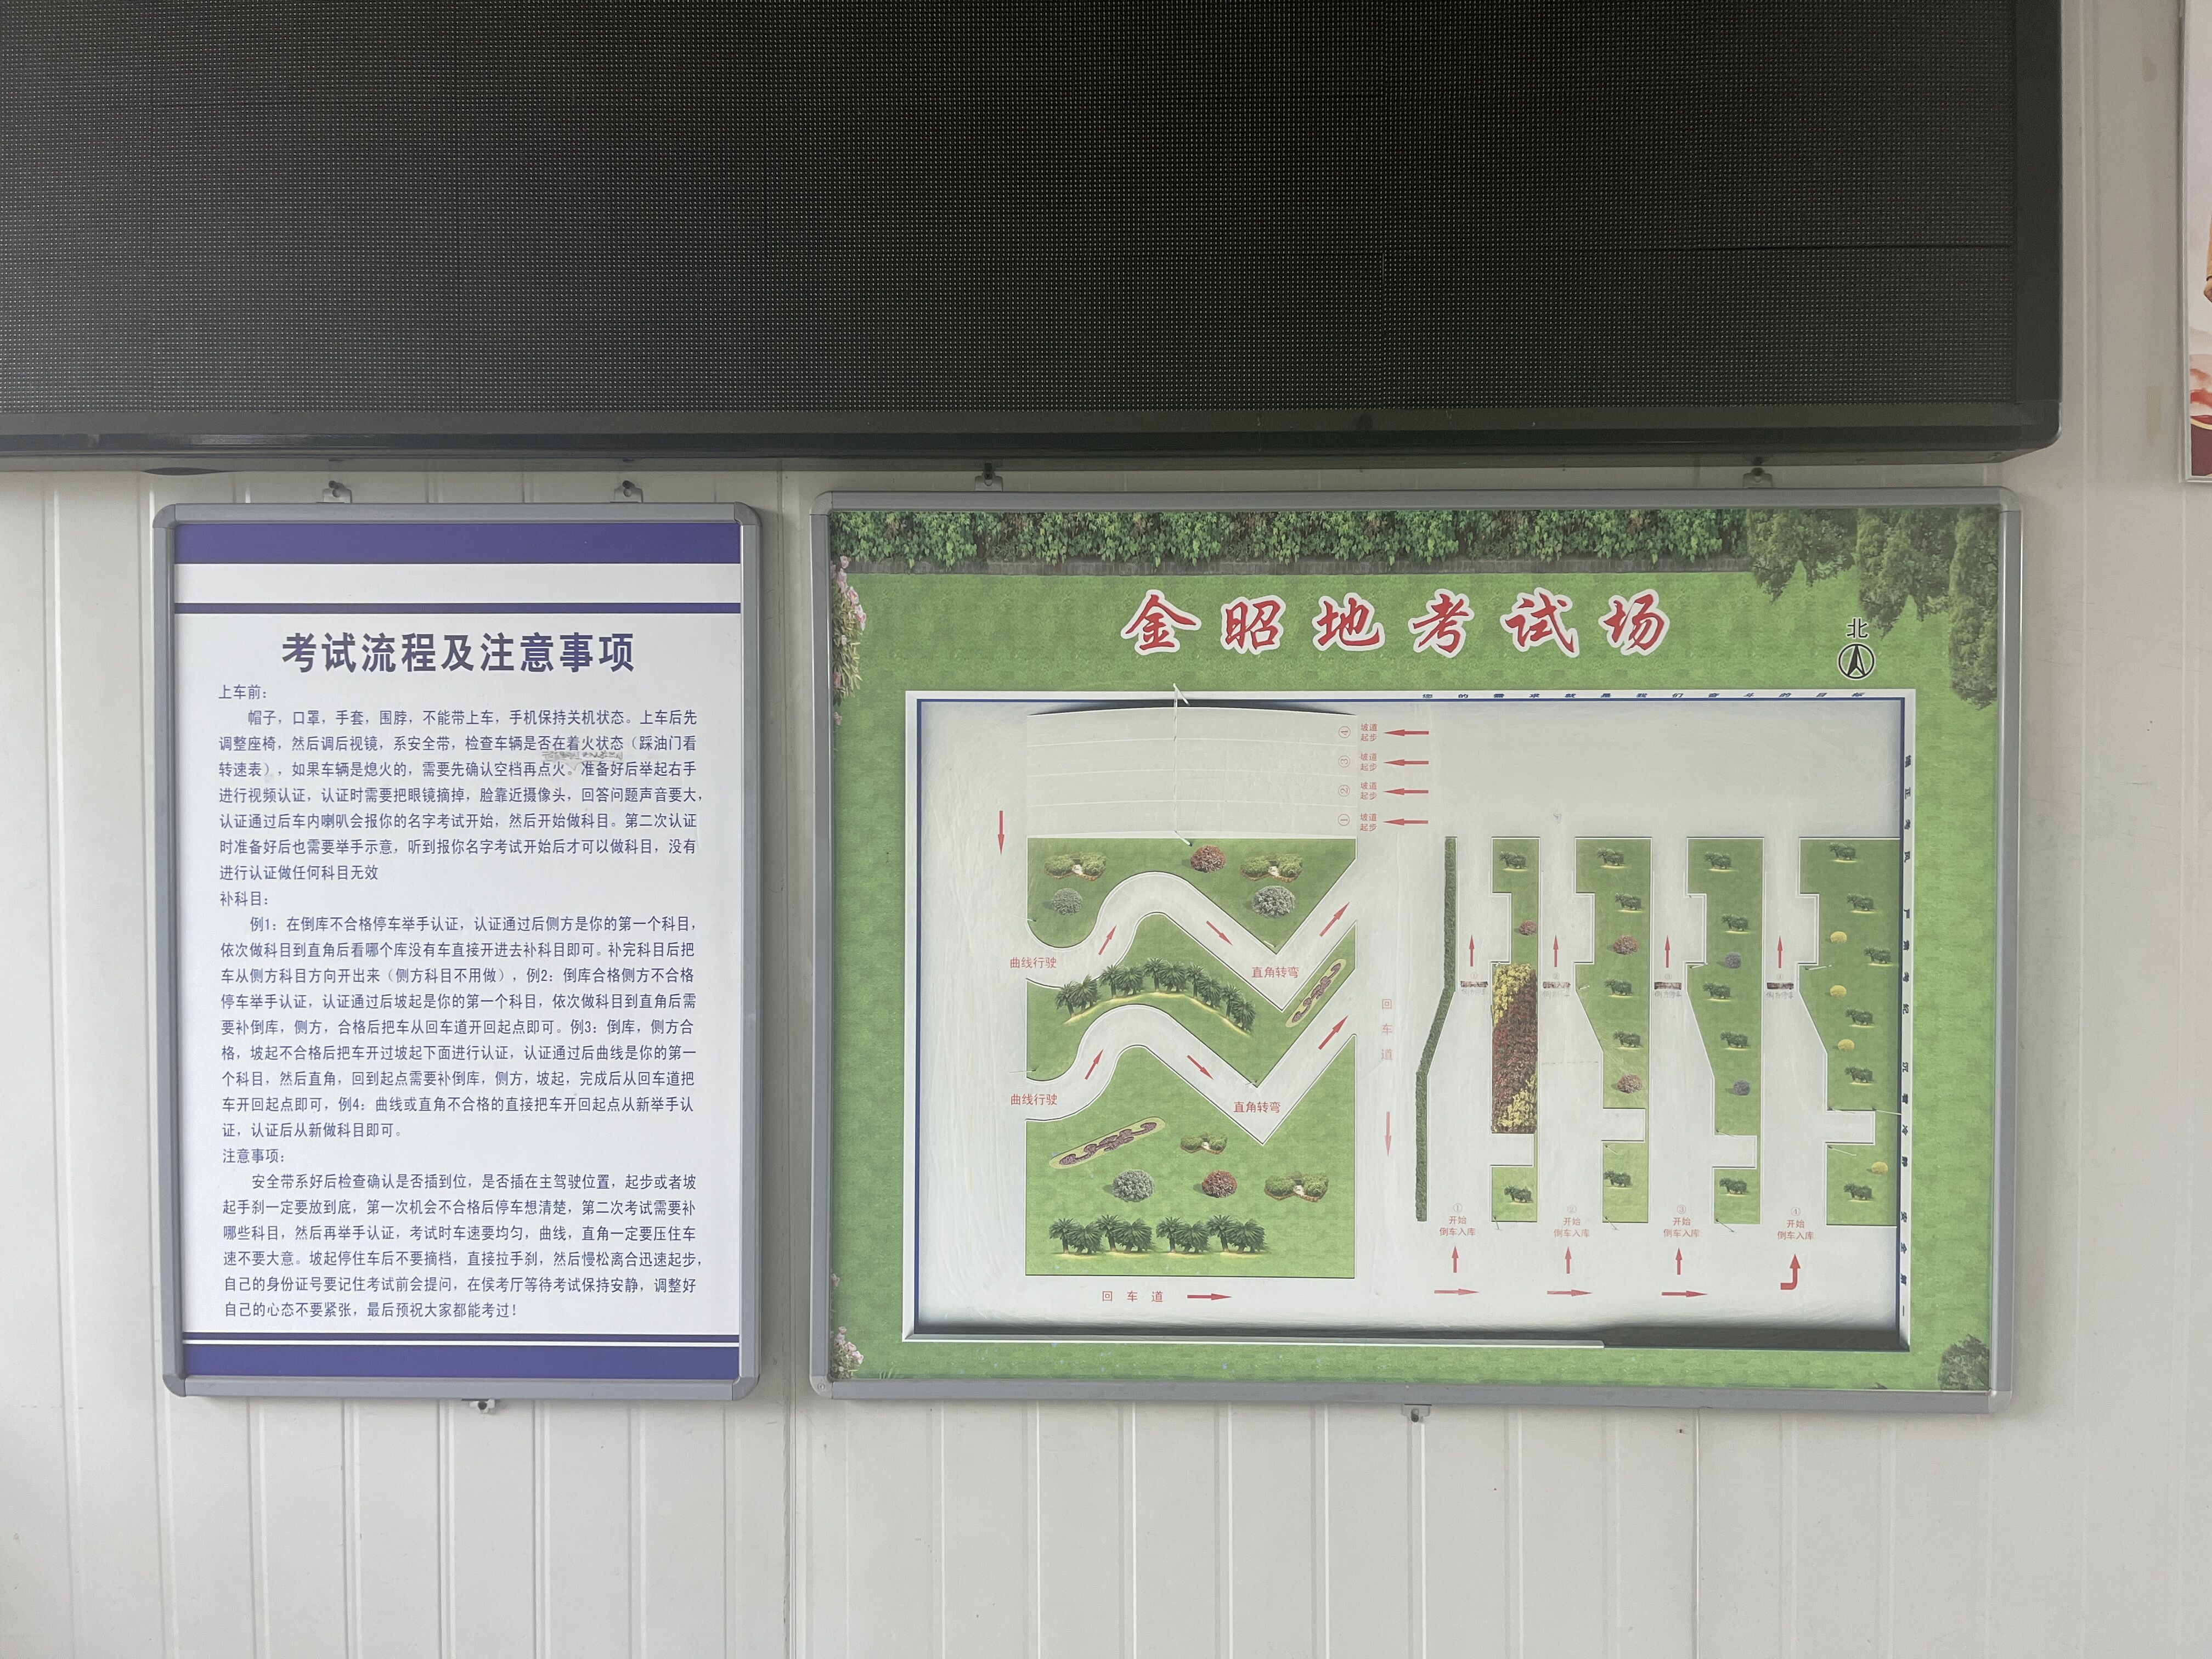 考试流程及注意事项
上车前：
帽子，口罩，手套，围脖，不能带上车，手机保持关机状态。上车后先
调整座椅，然后调后视镜，系安全带，检查车辆是否在着火状态（踩油门看
转速表），如果车辆是熄火的，需要先确认空档再点火。准备好后举起右手
进行视频认证，认证时需要把眼镜摘掉，脸靠近摄像头，回答问题声音要大，
认证通过后车内喇叭会报你的名字考试开始，然后开始做科目。第二次认证
时准备好后也需要举手示意，听到报你名字考试开始后才可以做科目，没有
进行认证做任何科目无效
补科目：
例1：在倒库不合格停车举手认证，认证通过后侧方是你的第一个科目，
依次做科目到直角后看哪个库没有车直接开进去补科目即可。补完科目后把
车从侧方科目方向开出来（侧方科目不用做），例2：倒库合格侧方不合格
停车举手认证，认证通过后坡起是你的第一个科目，依次做科目到直角后需
要补倒库，侧方，合格后把车从回车道开回起点即可。例3：倒库，侧方合
格，坡起不合格后把车开过坡起下面进行认证，认证通过后曲线是你的第一
个科目，然后直角，回到起点需要补倒库，侧方，坡起，完成后从回车道把
车开回起点即可，例4：曲线或直角不合格的直接把车开回起点从新举手认
证，认证后从新做科目即可。
注意事项：
安全带系好后检查确认是否插到位，是否插在主驾驶位置，起步或者坡
起手刹一定要放到底，第一次机会不合格后停车想清楚，第二次考试需要补
哪些科目，然后再举手认证，考试时车速要均匀，曲线，直角一定要压住车
速不要大意。坡起停住车后不要摘档，直接拉手刹，然后慢松离合迅速起步，
自己的身份证号要记住考试前会提问，在侯考厅等待考试保持安静，调整好
自己的心态不要紧张，最后预祝大家都能考过！
金昭地考试场
北
④ 坡道起步
③ 坡道起步
② 坡道起步
① 坡道起步
曲线行驶
直角转弯
曲线行驶
直角转弯
回车道
回车道
① 开始
倒车入库
② 开始
倒车入库
③ 开始
倒车入库
④ 开始
倒车入库